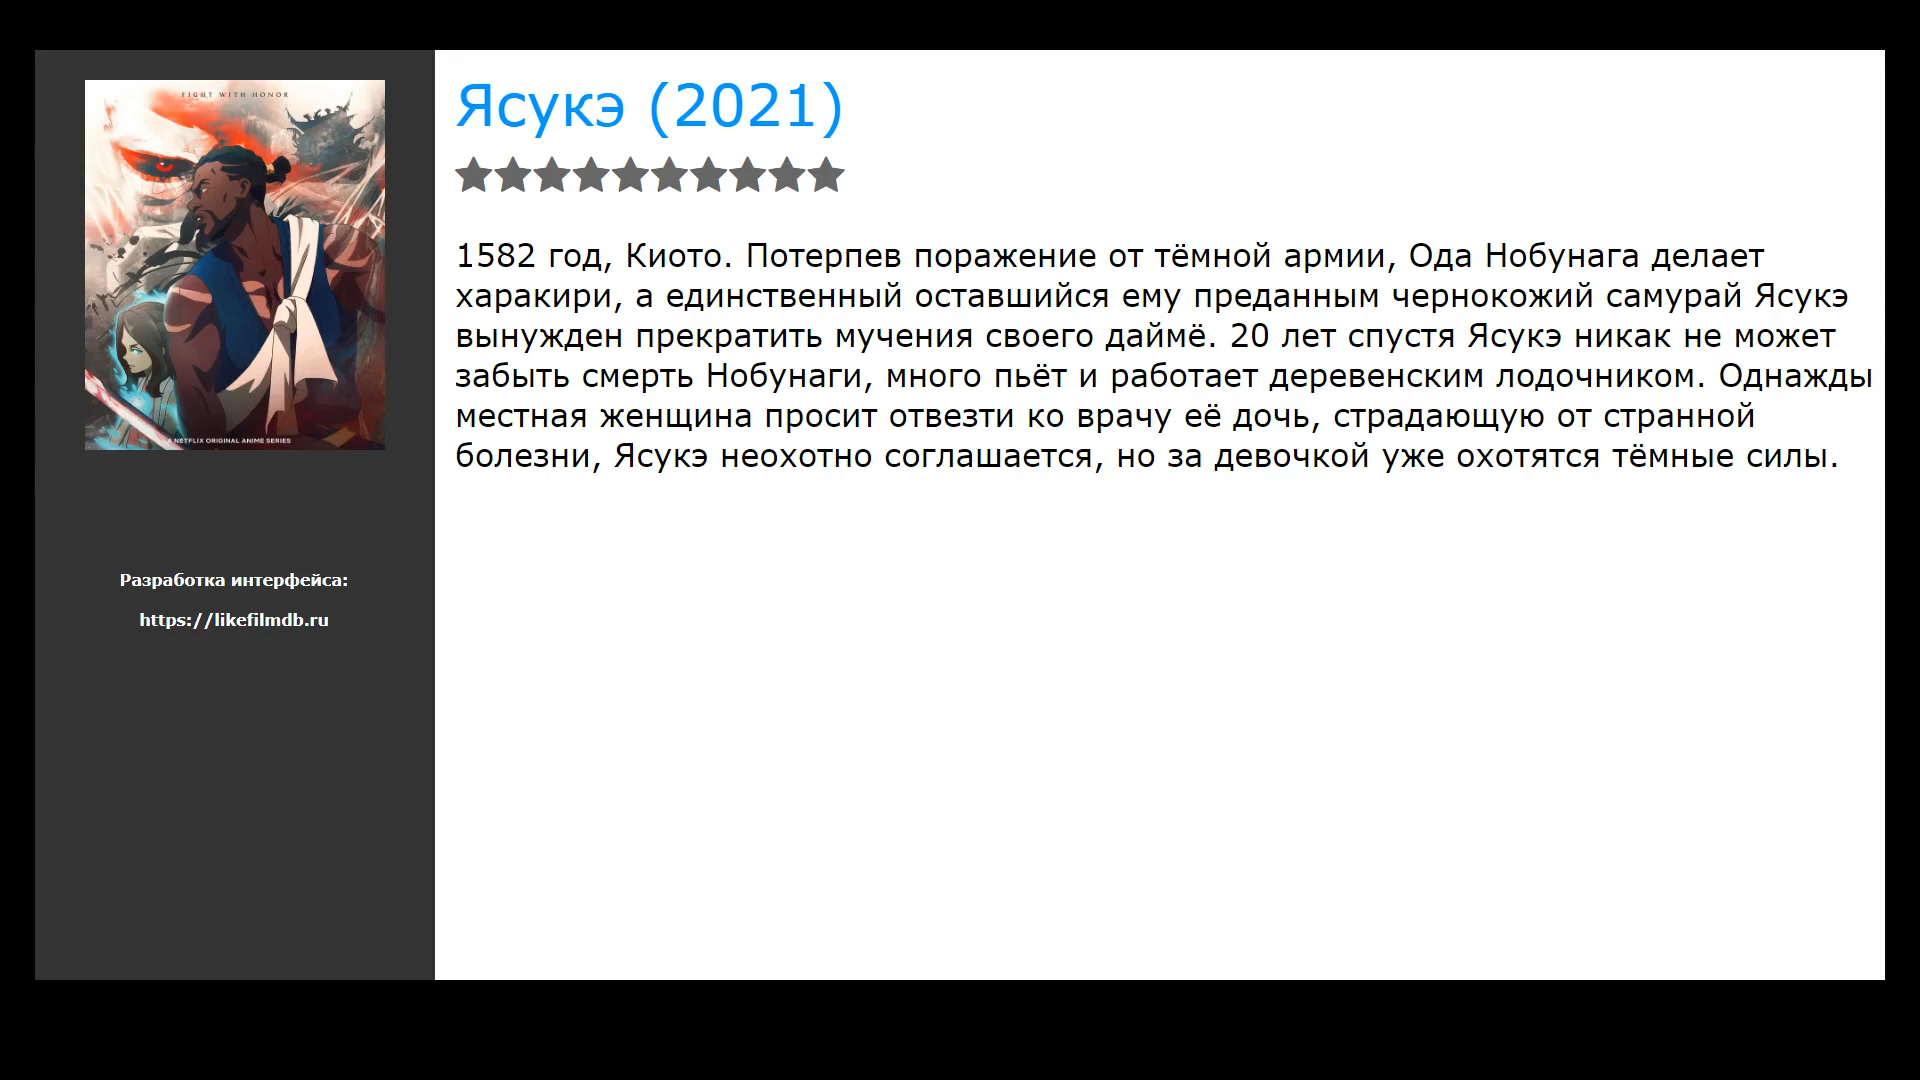 FIGHT WITH HONOR
A NETFLIX ORIGINAL ANIME SERIES
Разработка интерфейса:
https://likefilmdb.ru
Ясукэ (2021)
1582 год, Киото. Потерпев поражение от тёмной армии, Ода Нобунага делает
харакири, а единственный оставшийся ему преданным чернокожий самурай Ясукэ
вынужден прекратить мучения своего даймё. 20 лет спустя Ясукэ никак не может
забыть смерть Нобунаги, много пьёт и работает деревенским лодочником. Однажды
местная женщина просит отвезти ко врачу её дочь, страдающую от странной
болезни, Ясукэ неохотно соглашается, но за девочкой уже охотятся тёмные силы.